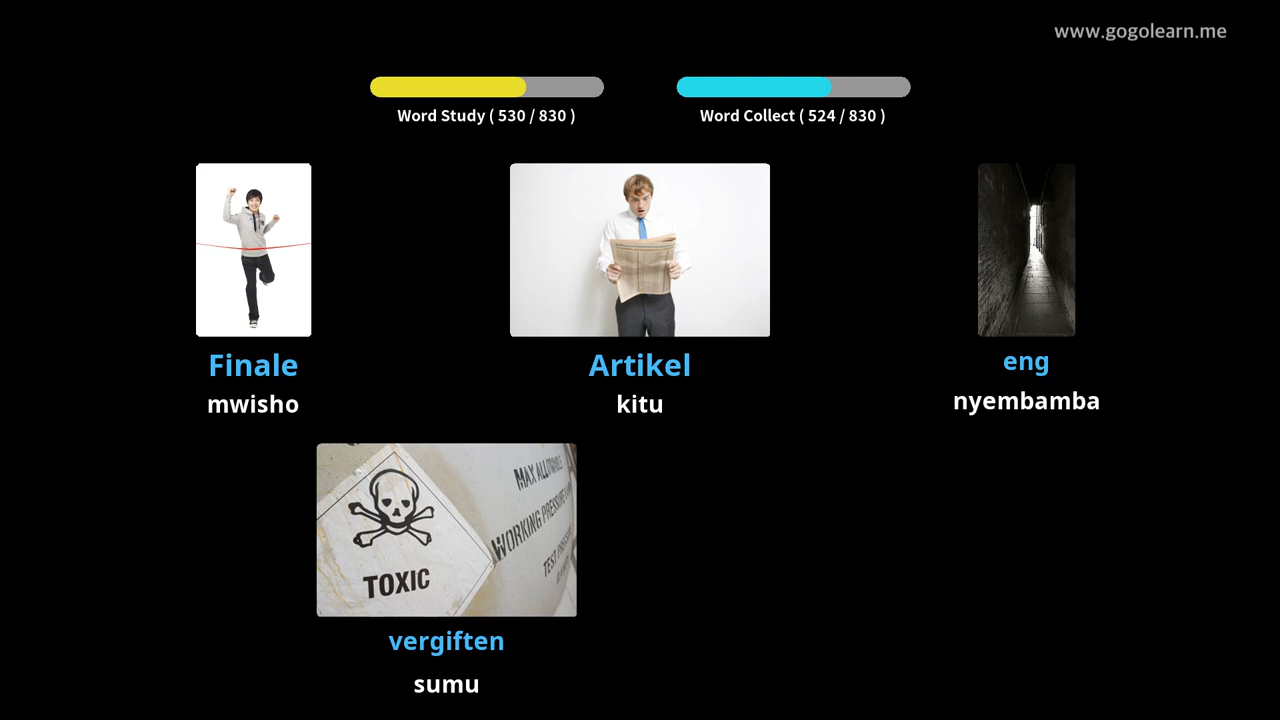 www.gogolearn.me
Word Study ( 530 / 830 )
Word Collect ( 524 / 830 )
Finale
mwisho
Artikel
kitu
eng
nyembamba
TOXIC
MAX ALLOWABLE
WORKING PRESSURE
vergiften
sumu